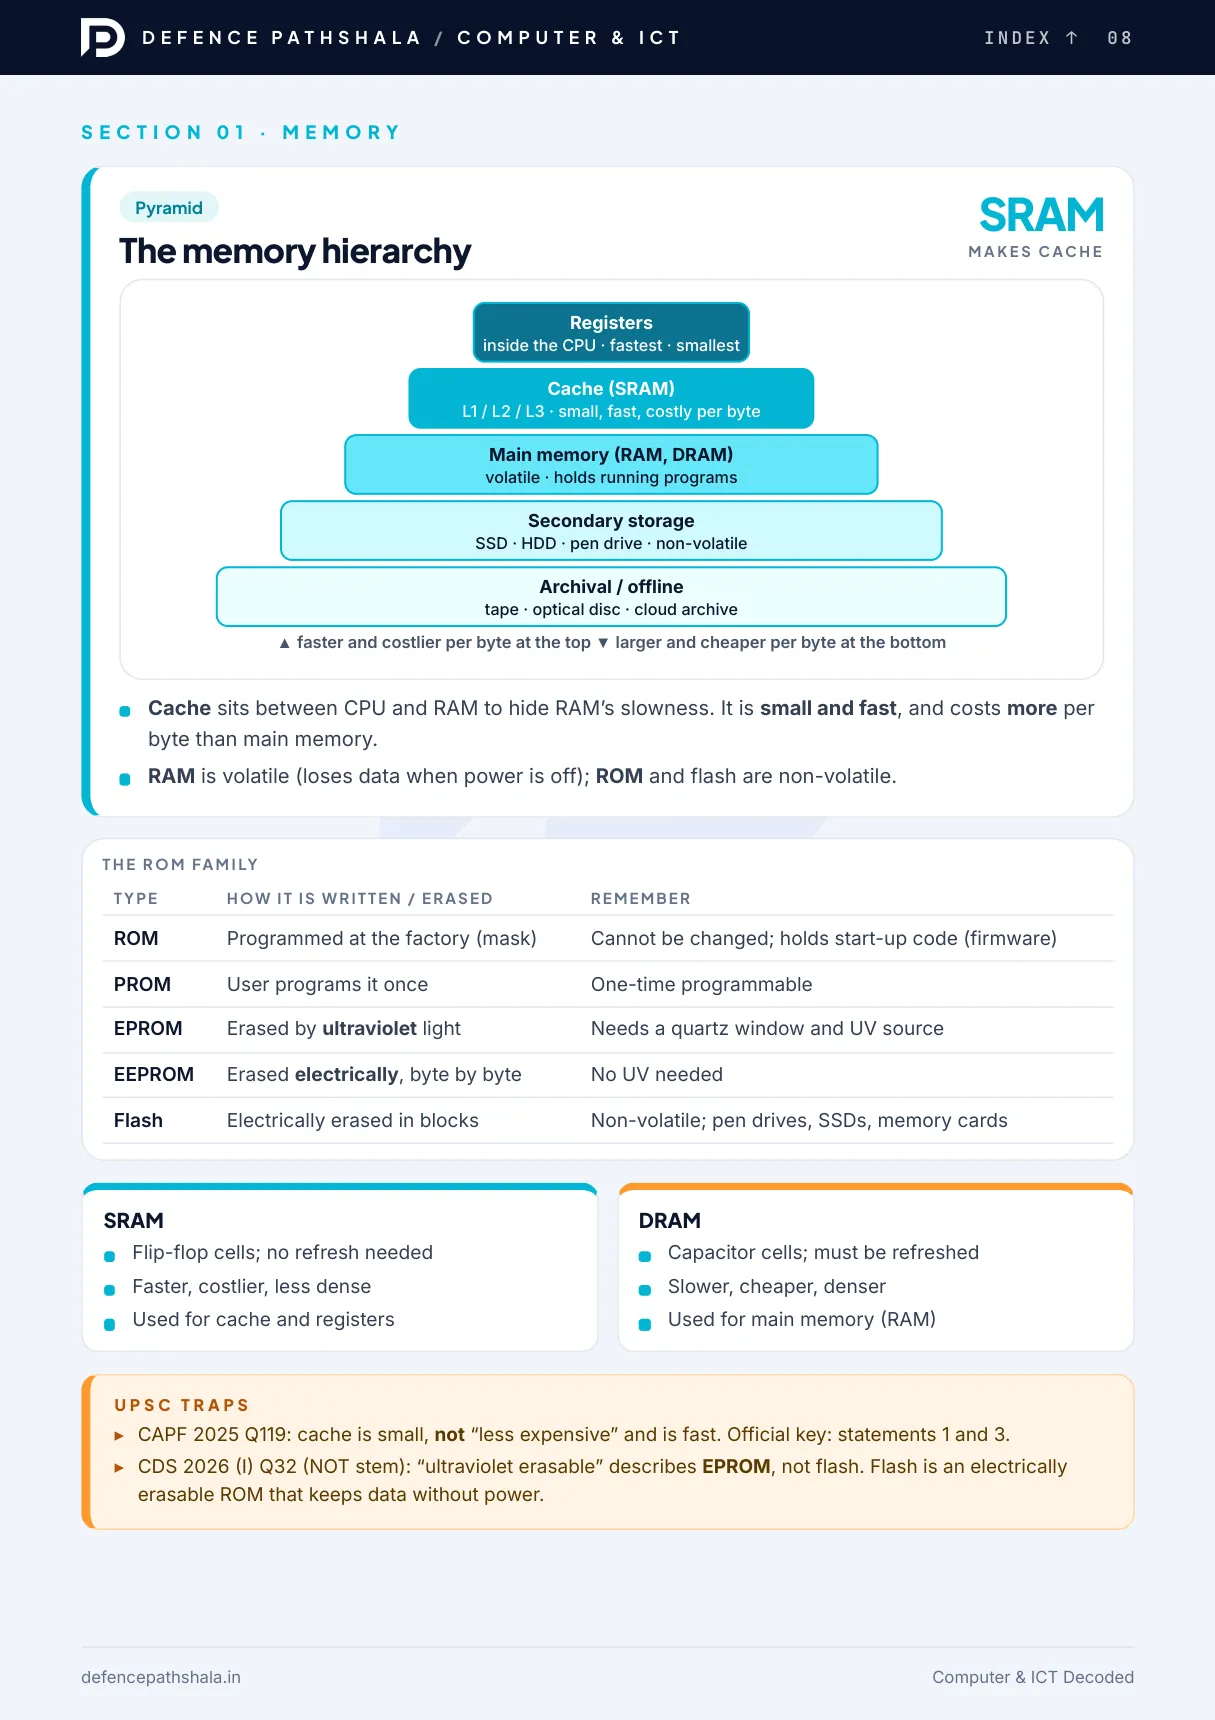 DEFENCE PATHSHALA / COMPUTER & ICT
INDEX ↑ 08
SECTION 01 · MEMORY
Pyramid
The memory hierarchy
SRAM
MAKES CACHE
Registers
inside the CPU · fastest · smallest
Cache (SRAM)
L1 / L2 / L3 · small, fast, costly per byte
Main memory (RAM, DRAM)
volatile · holds running programs
Secondary storage
SSD · HDD · pen drive · non-volatile
Archival / offline
tape · optical disc · cloud archive
▲ faster and costlier per byte at the top ▼ larger and cheaper per byte at the bottom
Cache sits between CPU and RAM to hide RAM’s slowness. It is small and fast, and costs more per
byte than main memory.
RAM is volatile (loses data when power is off); ROM and flash are non-volatile.
THE ROM FAMILY
TYPE HOW IT IS WRITTEN / ERASED REMEMBER
ROM Programmed at the factory (mask) Cannot be changed; holds start-up code (firmware)
PROM User programs it once One-time programmable
EPROM Erased by ultraviolet light Needs a quartz window and UV source
EEPROM Erased electrically, byte by byte No UV needed
Flash Electrically erased in blocks Non-volatile; pen drives, SSDs, memory cards
SRAM
Flip-flop cells; no refresh needed
Faster, costlier, less dense
Used for cache and registers
DRAM
Capacitor cells; must be refreshed
Slower, cheaper, denser
Used for main memory (RAM)
UPSC TRAPS
▸ CAPF 2025 Q119: cache is small, not “less expensive” and is fast. Official key: statements 1 and 3.
▸ CDS 2026 (I) Q32 (NOT stem): “ultraviolet erasable” describes EPROM, not flash. Flash is an electrically
erasable ROM that keeps data without power.
defencepathshala.in
Computer & ICT Decoded